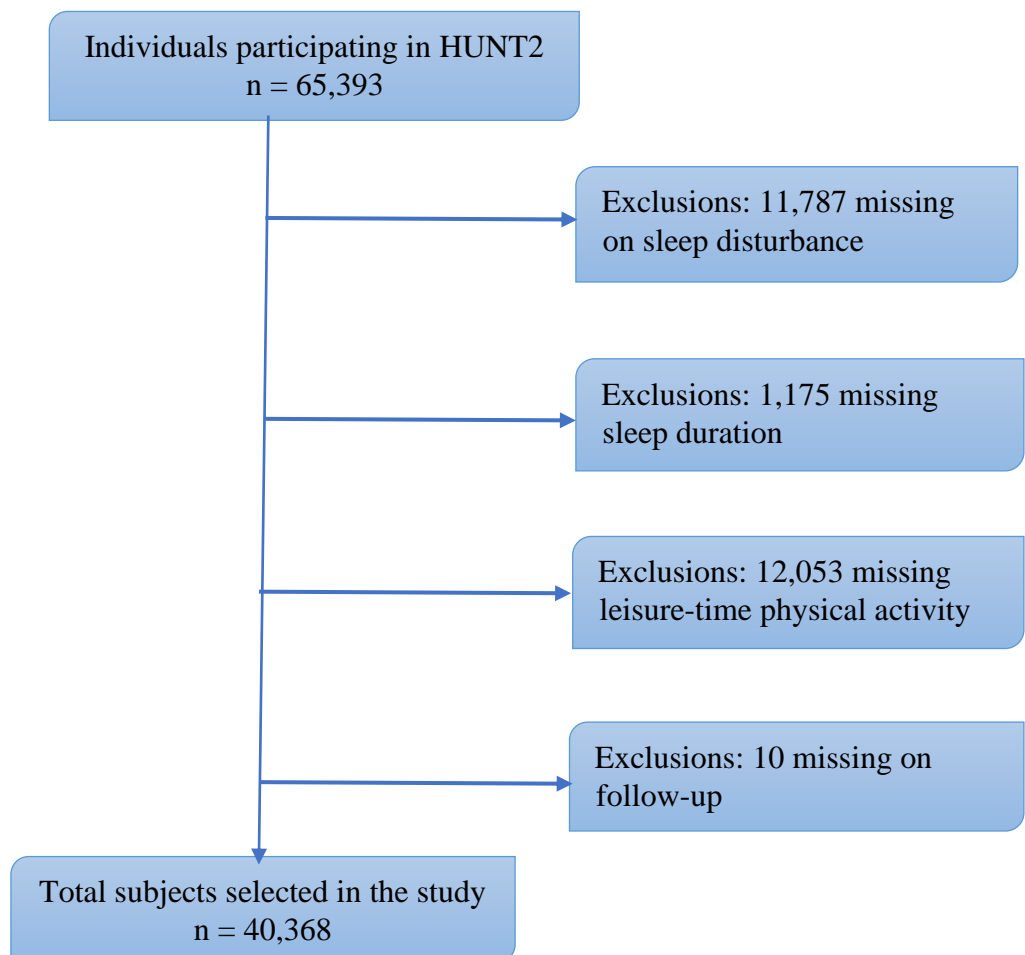 Individuals participating in HUNT2
n = 65,393
Exclusions: 11,787 missing
on sleep disturbance
Exclusions: 1,175 missing
sleep duration
Exclusions: 12,053 missing
leisure-time physical activity
Exclusions: 10 missing on
follow-up
Total subjects selected in the study
n = 40,368